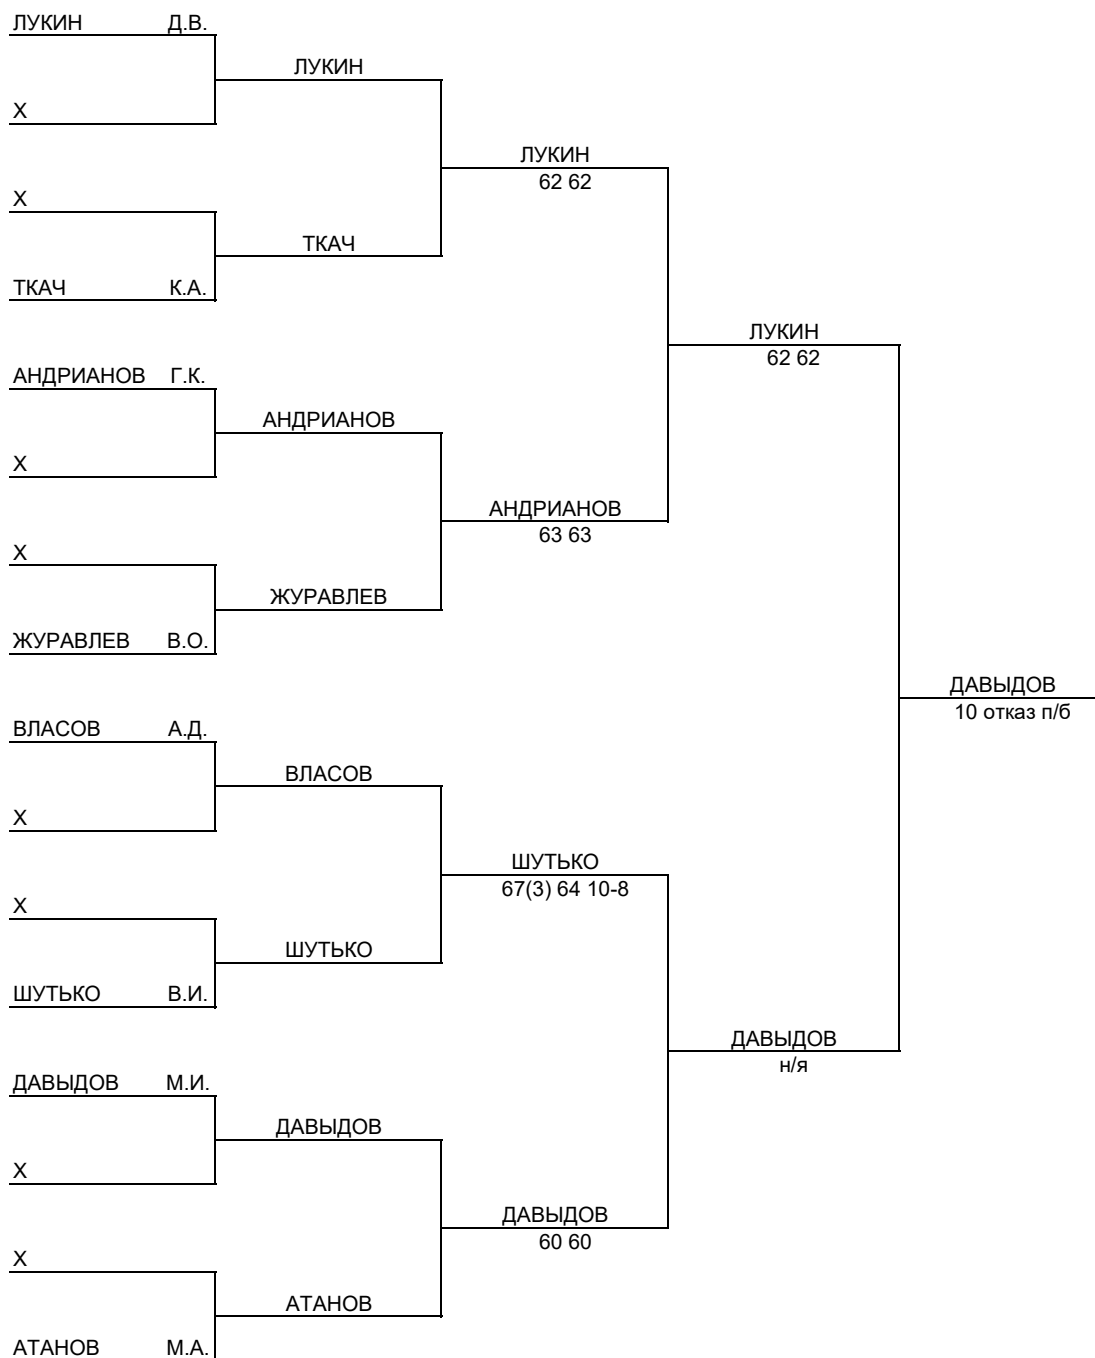 ЛУКИН Д.В.
ЛУКИН
Х
ЛУКИН
62 62
Х
ТКАЧ
ТКАЧ К.А.
ЛУКИН
62 62
АНДРИАНОВ Г.К.
АНДРИАНОВ
Х
АНДРИАНОВ
63 63
Х
ЖУРАВЛЕВ
ЖУРАВЛЕВ В.О.
ДАВЫДОВ
10 отказ п/б
ВЛАСОВ А.Д.
ВЛАСОВ
Х
ШУТЬКО
67(3) 64 10-8
Х
ШУТЬКО
ШУТЬКО В.И.
ДАВЫДОВ
н/я
ДАВЫДОВ М.И.
ДАВЫДОВ
Х
ДАВЫДОВ
60 60
Х
АТАНОВ
АТАНОВ М.А.